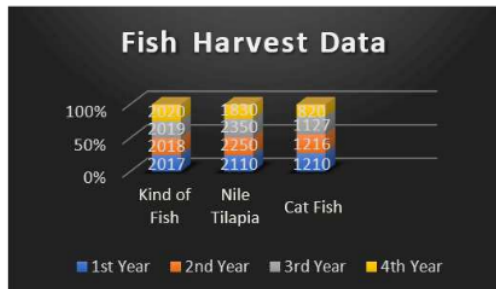 Fish Harvest Data
100%
50%
0%
2020 1830 820
2019 2350 1127
2018 2250 1216
2017 2110 1210
Kind of Fish
Nile Tilapia
Cat Fish
1st Year 2nd Year 3rd Year 4th Year